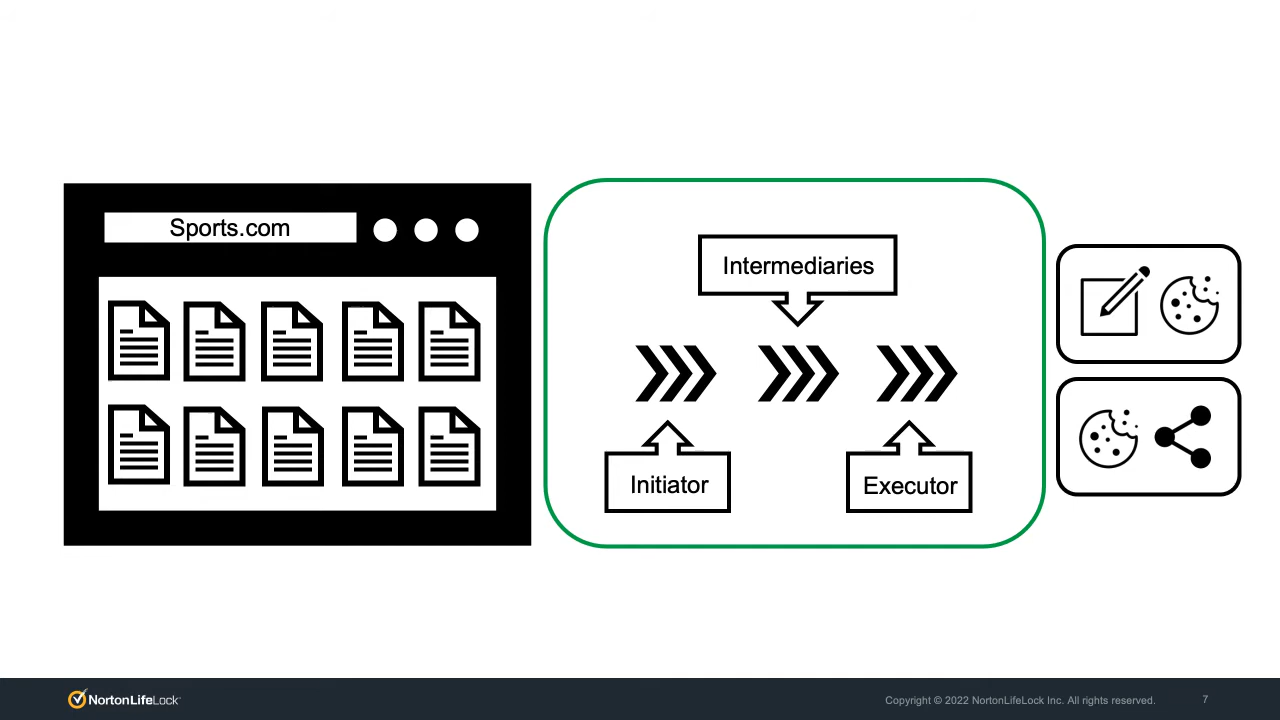 Sports.com
Intermediaries
Initiator
Executor
NortonLifeLock
Copyright © 2022 NortonLifeLock Inc. All rights reserved.
7